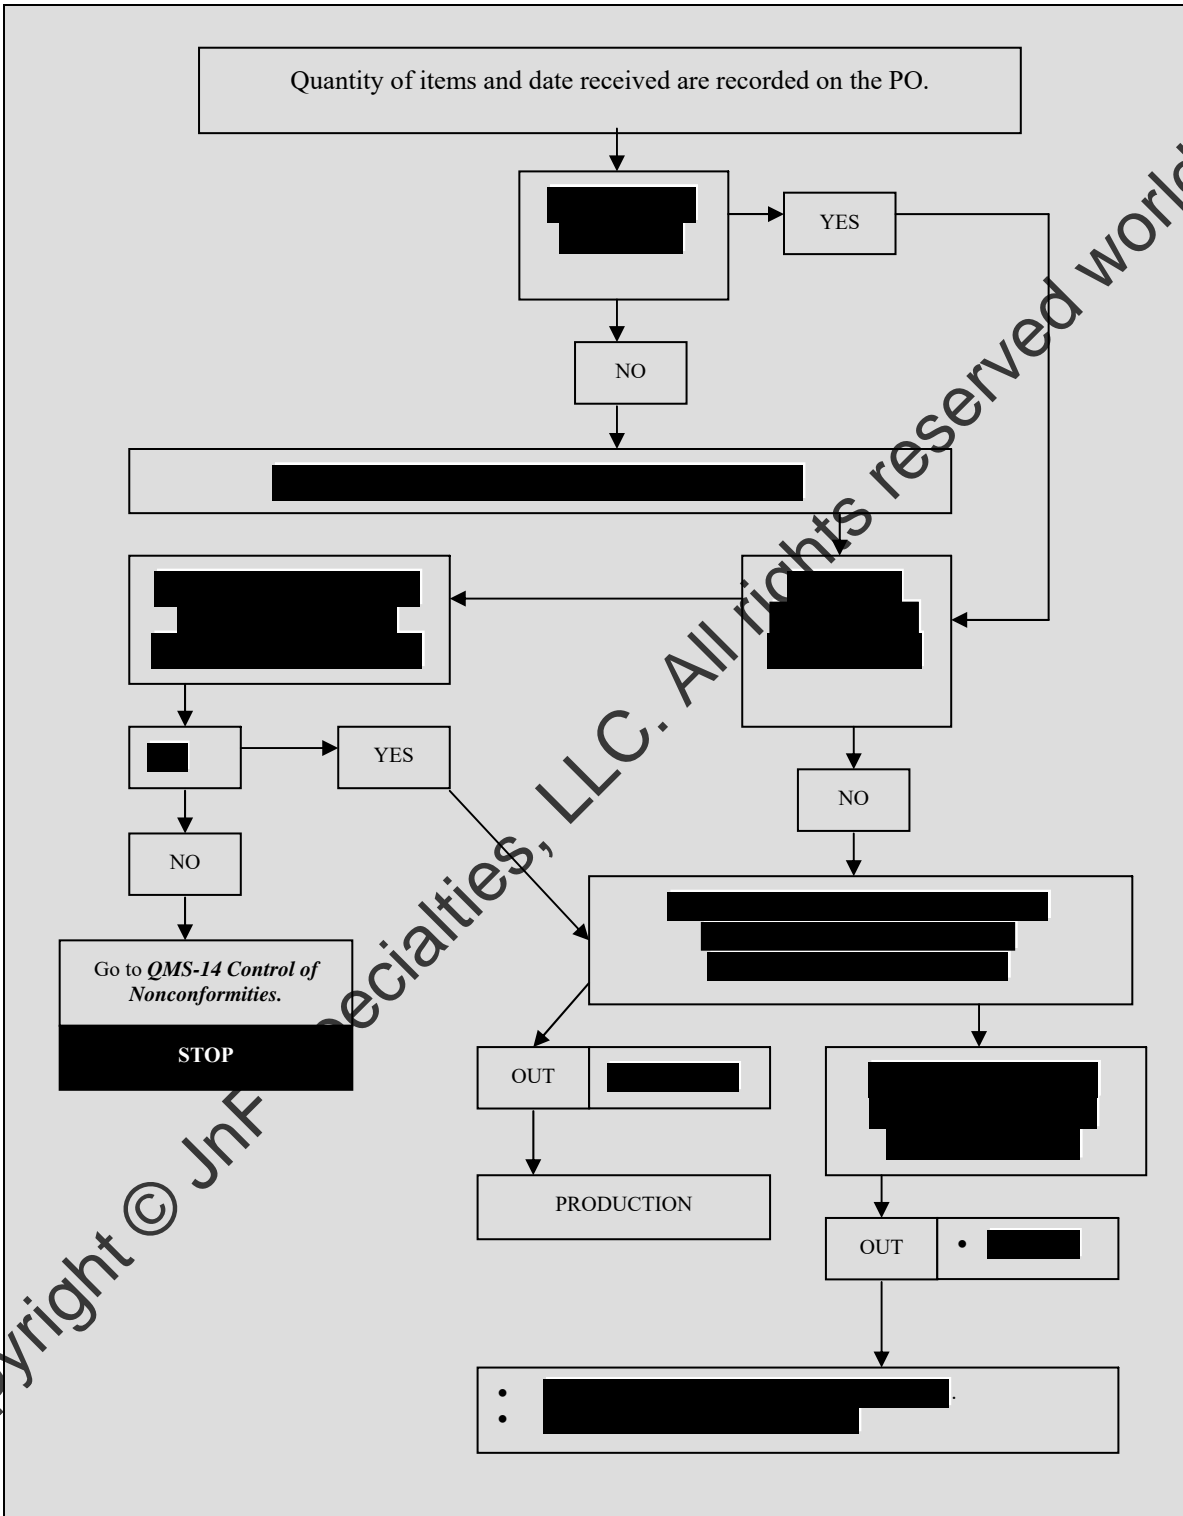 Quantity of items and date received are recorded on the PO.
YES
NO
YES
NO
NO
Go to QMS-14 Control of
Nonconformities.
STOP
OUT
PRODUCTION
OUT
•
•
.
•
pyright © JnF Specialties, LLC. All rights reserved world